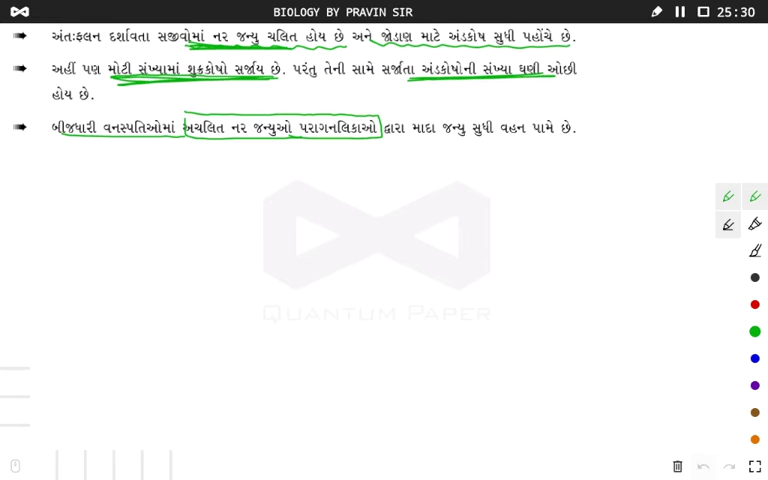 BIOLOGY BY PRAVIN SIR
25:30
અંતઃફલન દર્શાવતા સજીવોમાં નર જન્યુ ચલિત હોય છે અને જોડાણ માટે અંડકોષ સુધી પહોંચે છે.
અહીં પણ મોટી સંખ્યામાં શુક્રકોષો સર્જાય છે. પરંતુ તેની સામે સર્જાતા અંડકોષોની સંખ્યા ઘણી ઓછી
હોય છે.
બીજધારી વનસ્પતિઓમાં અચલિત નર જન્યુઓ પરાગનલિકાઓ દ્વારા માદા જન્યુ સુધી વહન પામે છે.
QUANTUM PAPER